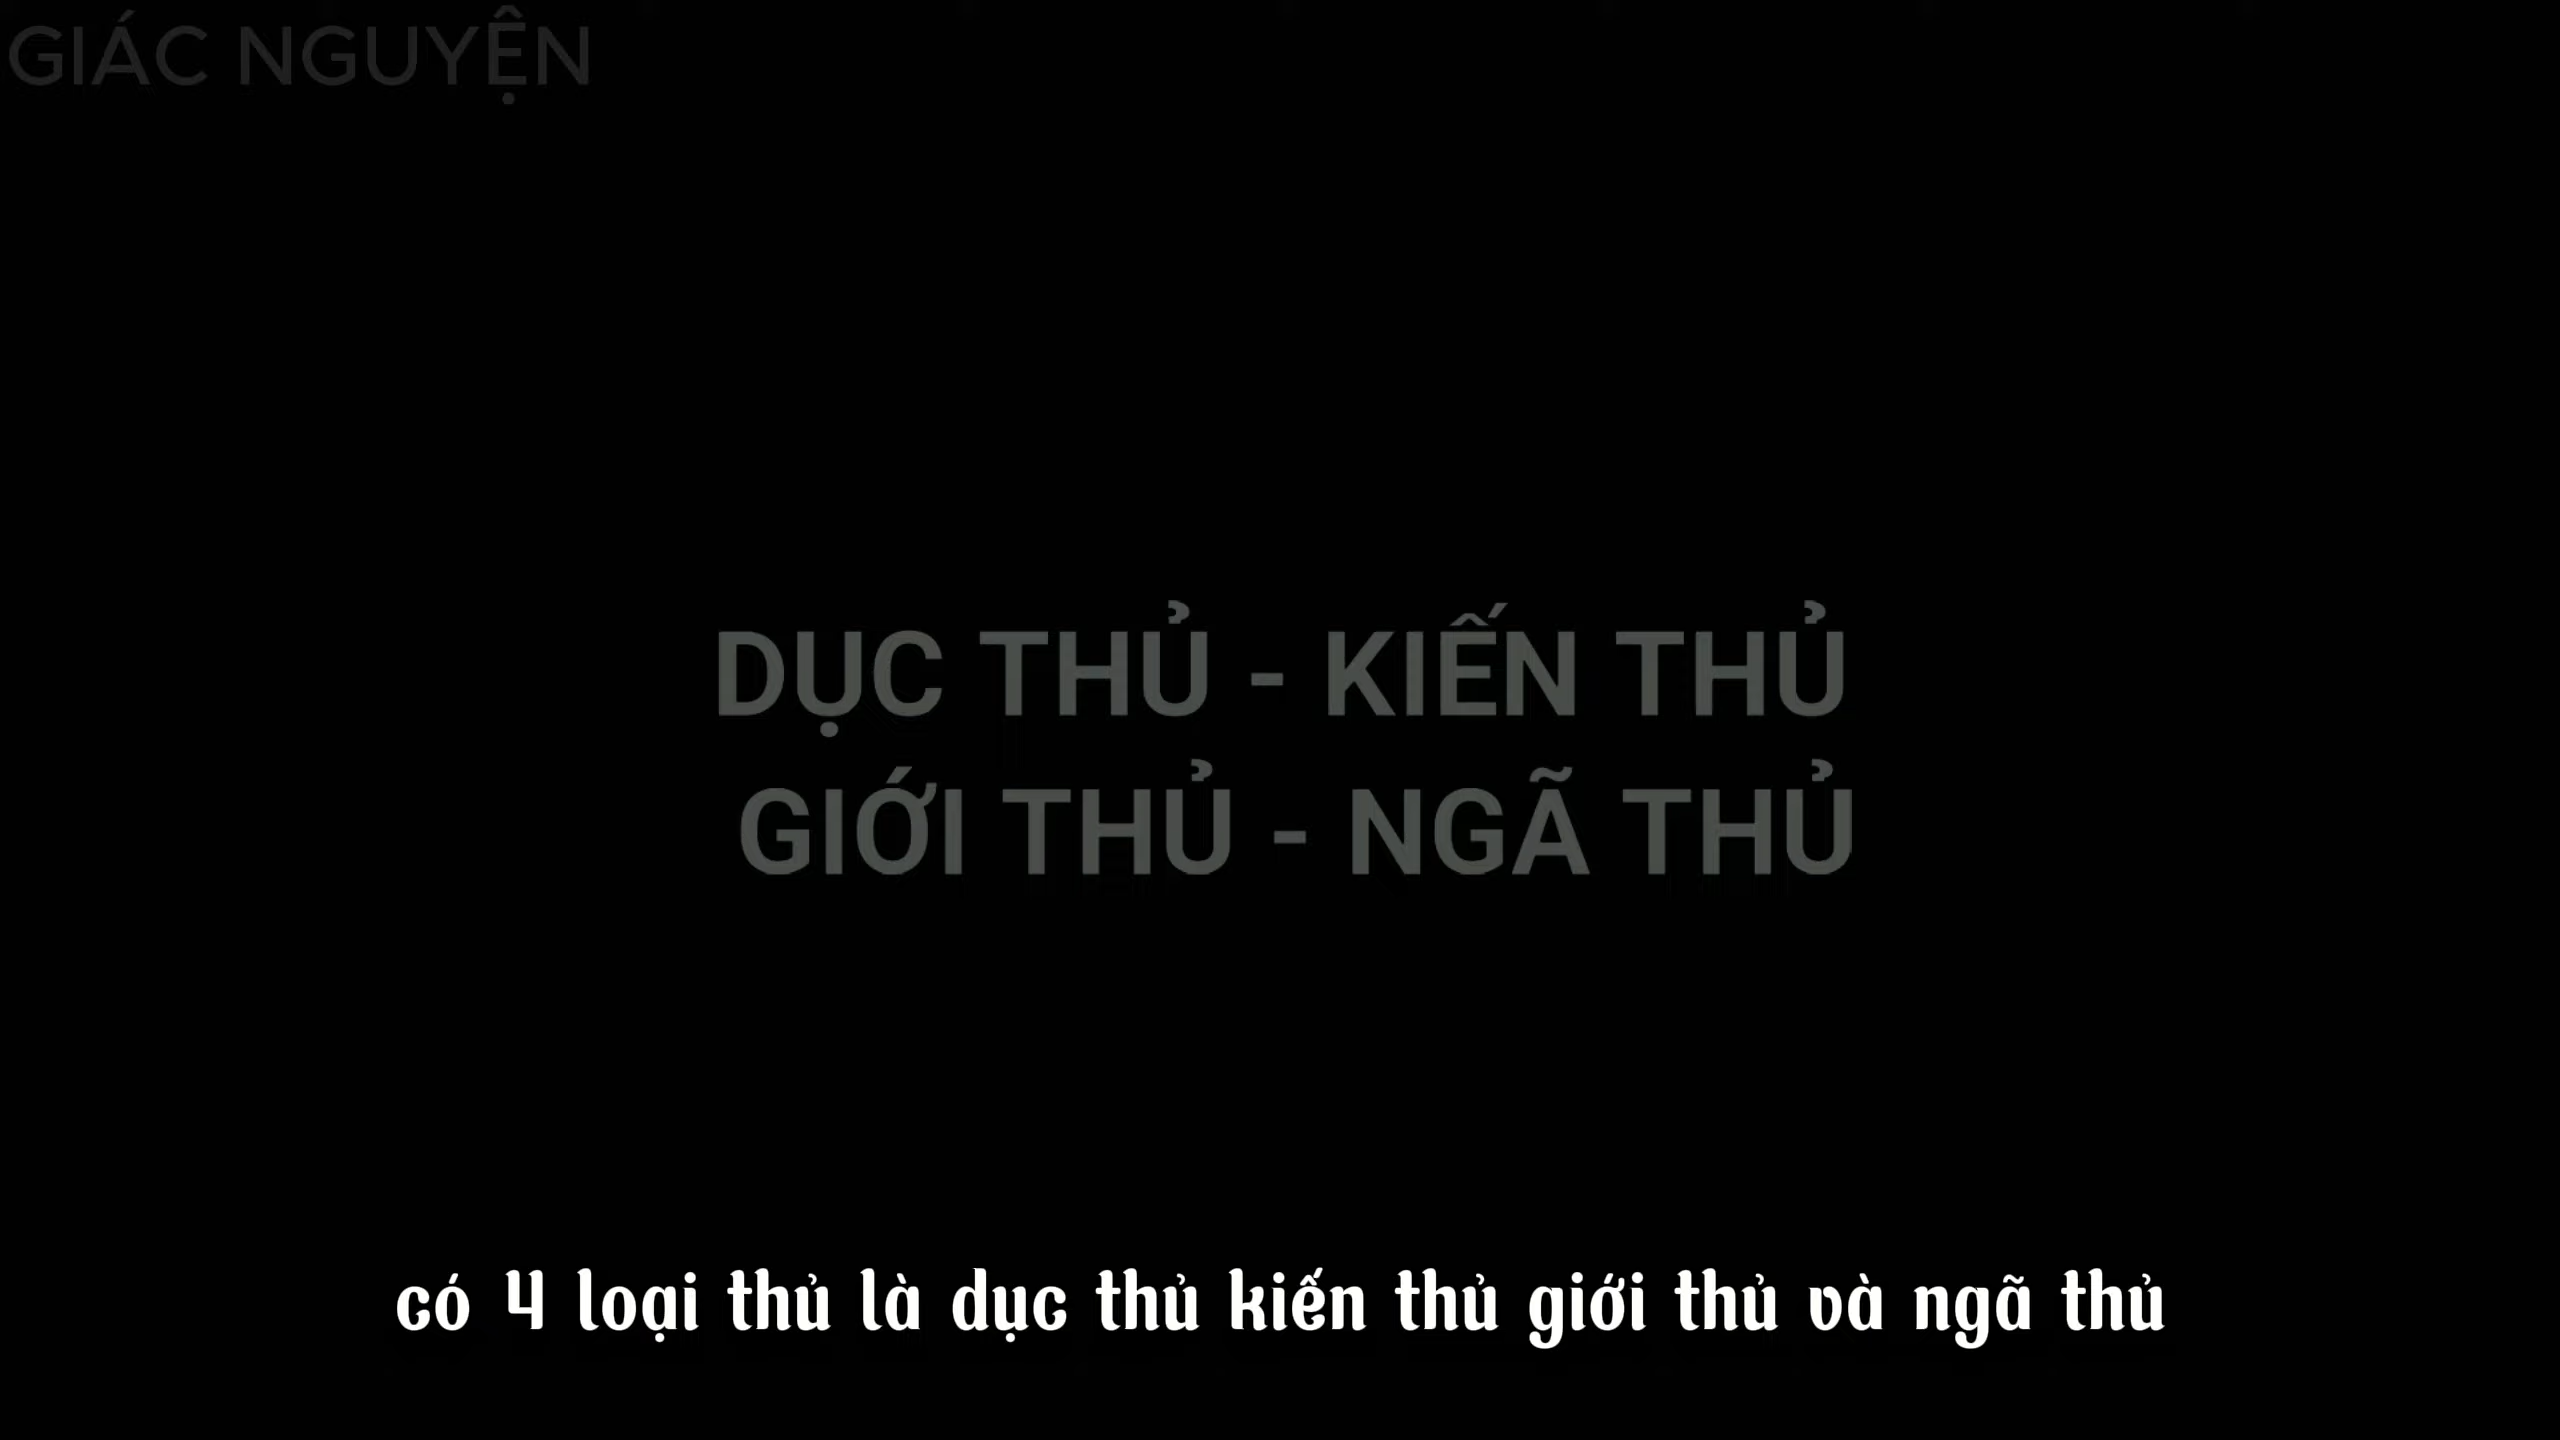 GIÁC NGUYỆN
DỤC THỦ - KIẾN THỦ
GIỚI THỦ - NGÃ THỦ
có 4 loại thủ là dục thủ kiến thủ giới thủ và ngã thủ